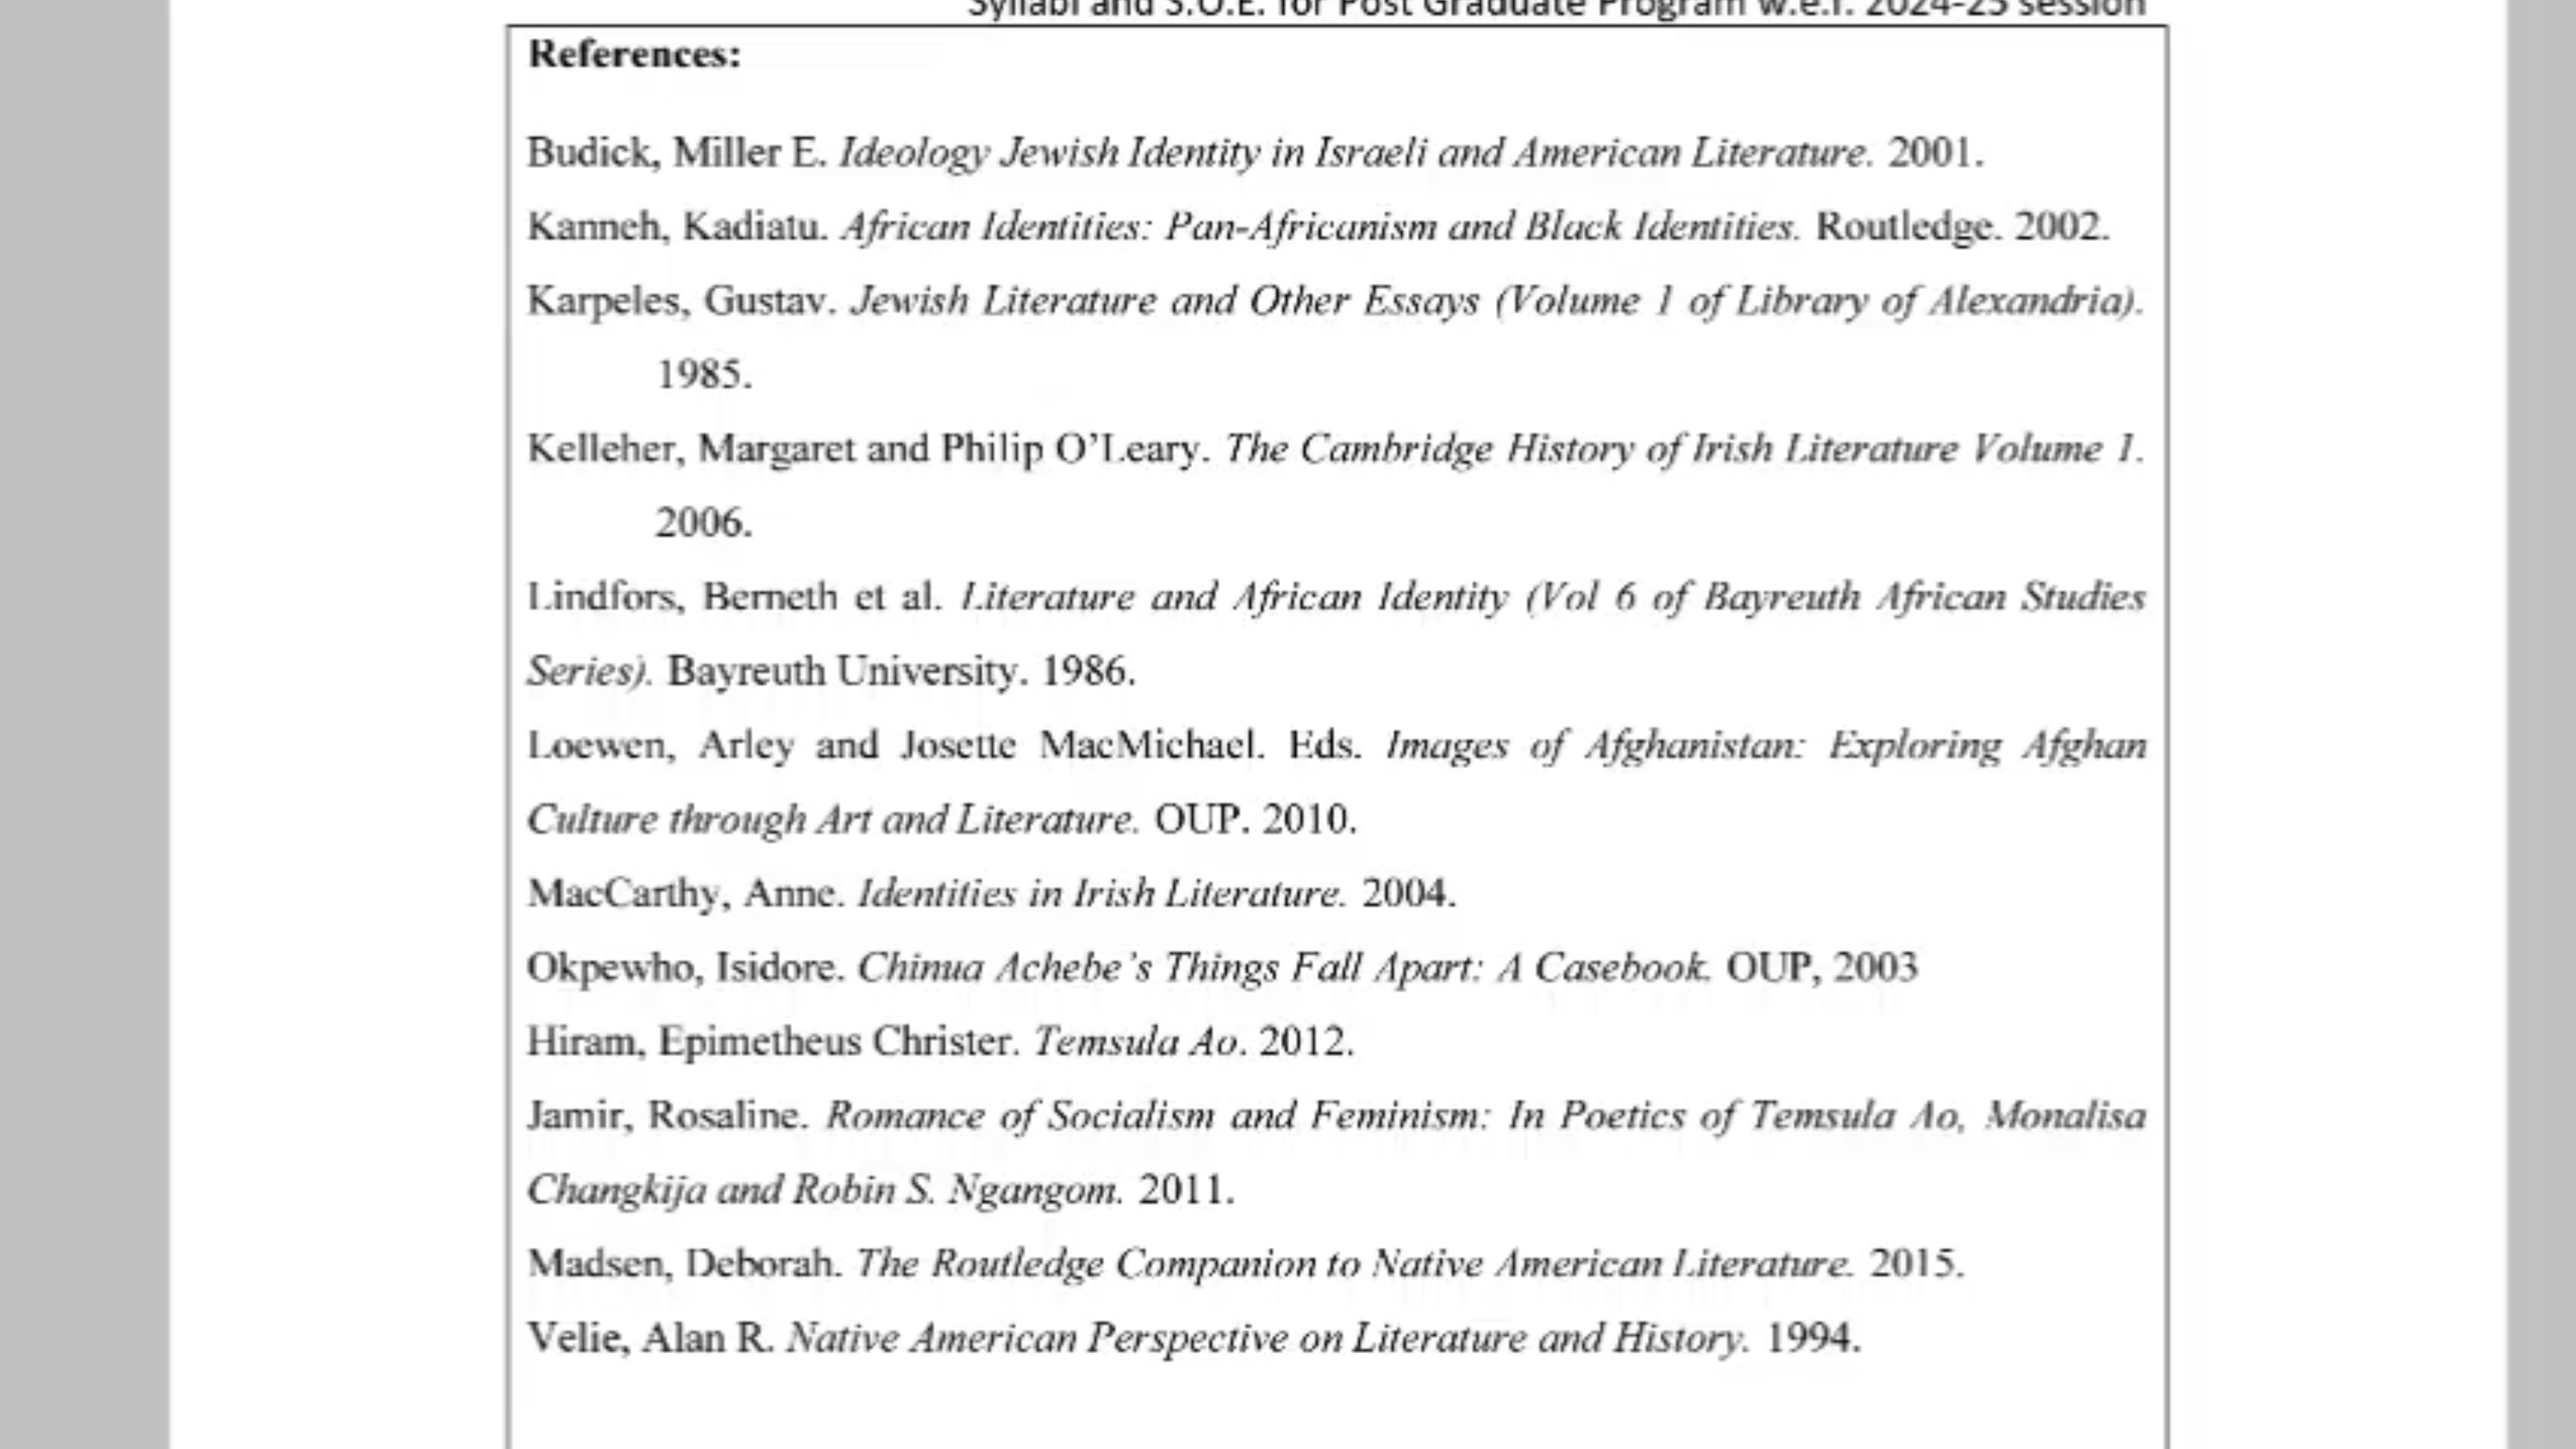 Syllabi and S.O.E. for Post Graduate Program w.e.f. 2024-25 session
References:
Budick, Miller E. Ideology Jewish Identity in Israeli and American Literature. 2001.
Kanneh, Kadiatu. African Identities: Pan-Africanism and Black Identities. Routledge. 2002.
Karpeles, Gustav. Jewish Literature and Other Essays (Volume 1 of Library of Alexandria).
1985.
Kelleher, Margaret and Philip O’Leary. The Cambridge History of Irish Literature Volume 1.
2006.
Lindfors, Berneth et al. Literature and African Identity (Vol 6 of Bayreuth African Studies
Series). Bayreuth University. 1986.
Loewen, Arley and Josette MacMichael. Eds. Images of Afghanistan: Exploring Afghan
Culture through Art and Literature. OUP. 2010.
MacCarthy, Anne. Identities in Irish Literature. 2004.
Okpewho, Isidore. Chinua Achebe’s Things Fall Apart: A Casebook. OUP, 2003
Hiram, Epimetheus Christer. Temsula Ao. 2012.
Jamir, Rosaline. Romance of Socialism and Feminism: In Poetics of Temsula Ao, Monalisa
Changkija and Robin S. Ngangom. 2011.
Madsen, Deborah. The Routledge Companion to Native American Literature. 2015.
Velie, Alan R. Native American Perspective on Literature and History. 1994.